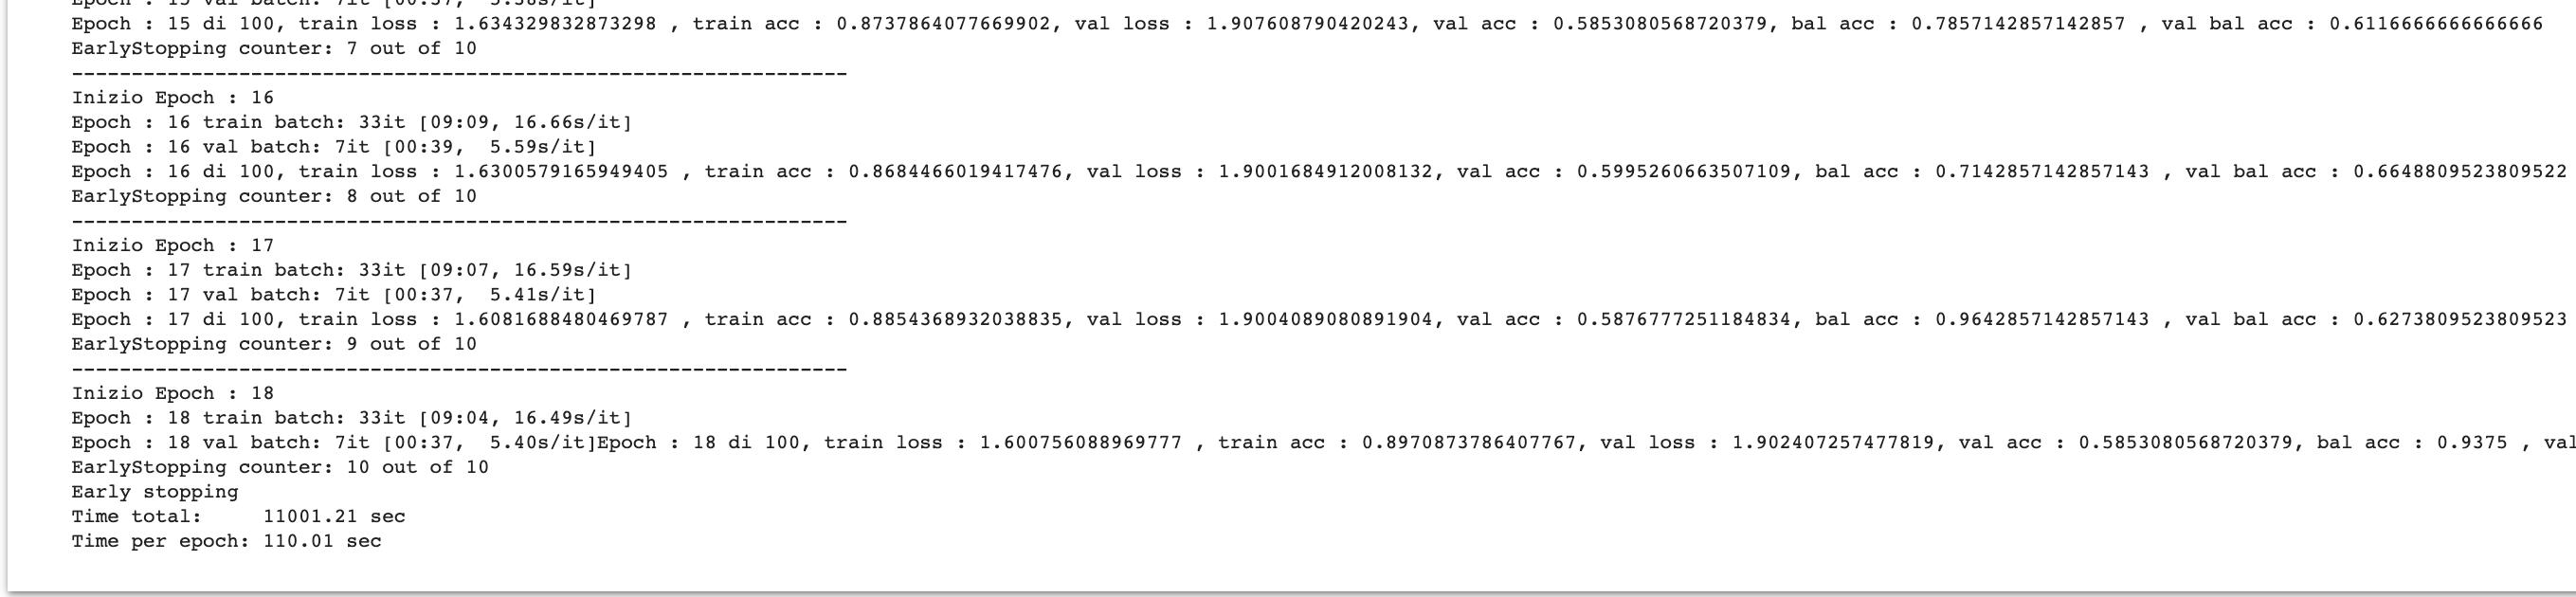 Epoch : 15 val batch: 7it [00:37,  5.38s/it]
Epoch : 15 di 100, train loss : 1.634329832873298 , train acc : 0.8737864077669902, val loss : 1.907608790420243, val acc : 0.5853080568720379, bal acc : 0.7857142857142857 , val bal acc : 0.6116666666666666
EarlyStopping counter: 7 out of 10
-----------------------------------------------------------------
Inizio Epoch : 16
Epoch : 16 train batch: 33it [09:09, 16.66s/it]
Epoch : 16 val batch: 7it [00:39,  5.59s/it]
Epoch : 16 di 100, train loss : 1.6300579165949405 , train acc : 0.8684466019417476, val loss : 1.9001684912008132, val acc : 0.5995260663507109, bal acc : 0.7142857142857143 , val bal acc : 0.6648809523809522
EarlyStopping counter: 8 out of 10
-----------------------------------------------------------------
Inizio Epoch : 17
Epoch : 17 train batch: 33it [09:07, 16.59s/it]
Epoch : 17 val batch: 7it [00:37,  5.41s/it]
Epoch : 17 di 100, train loss : 1.6081688480469787 , train acc : 0.8854368932038835, val loss : 1.9004089080891904, val acc : 0.5876777251184834, bal acc : 0.9642857142857143 , val bal acc : 0.6273809523809523
EarlyStopping counter: 9 out of 10
-----------------------------------------------------------------
Inizio Epoch : 18
Epoch : 18 train batch: 33it [09:04, 16.49s/it]
Epoch : 18 val batch: 7it [00:37,  5.40s/it]Epoch : 18 di 100, train loss : 1.600756088969777 , train acc : 0.8970873786407767, val loss : 1.902407257477819, val acc : 0.5853080568720379, bal acc : 0.9375 , val
EarlyStopping counter: 10 out of 10
Early stopping
Time total:     11001.21 sec
Time per epoch: 110.01 sec